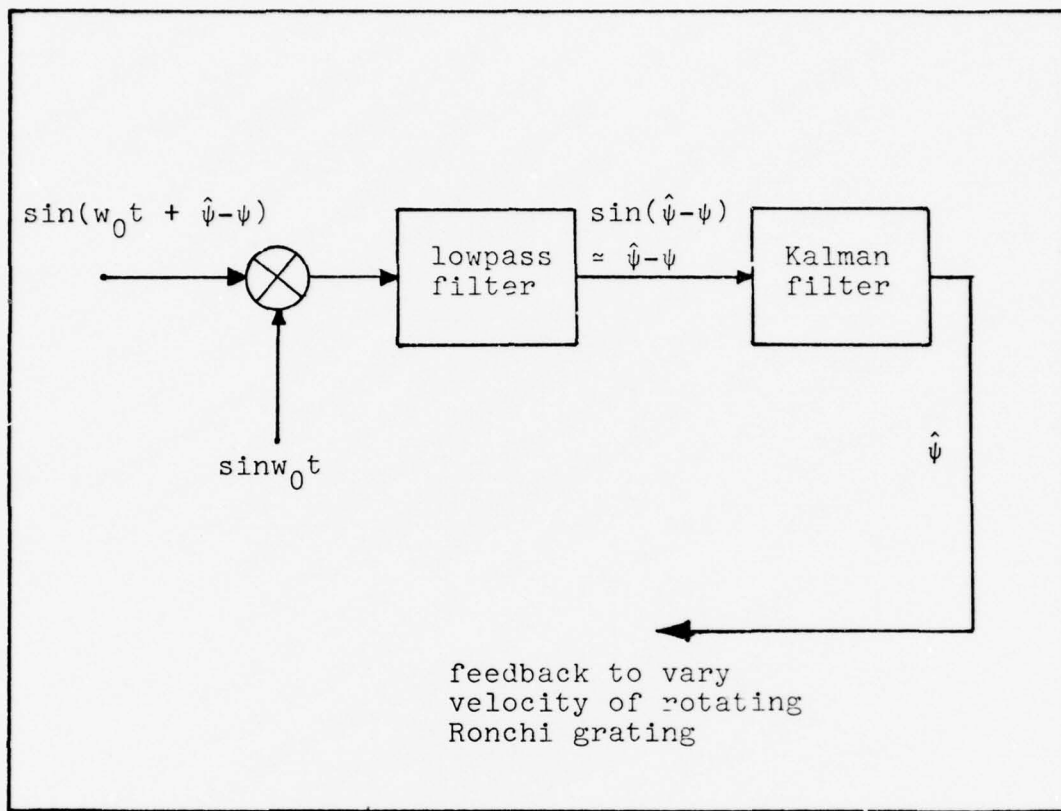 sin(w₀t + ψ̂-ψ)
sin(ψ̂-ψ)
≃ ψ̂-ψ
lowpass
filter
Kalman
filter
sinw₀t
ψ̂
feedback to vary
velocity of rotating
Ronchi grating